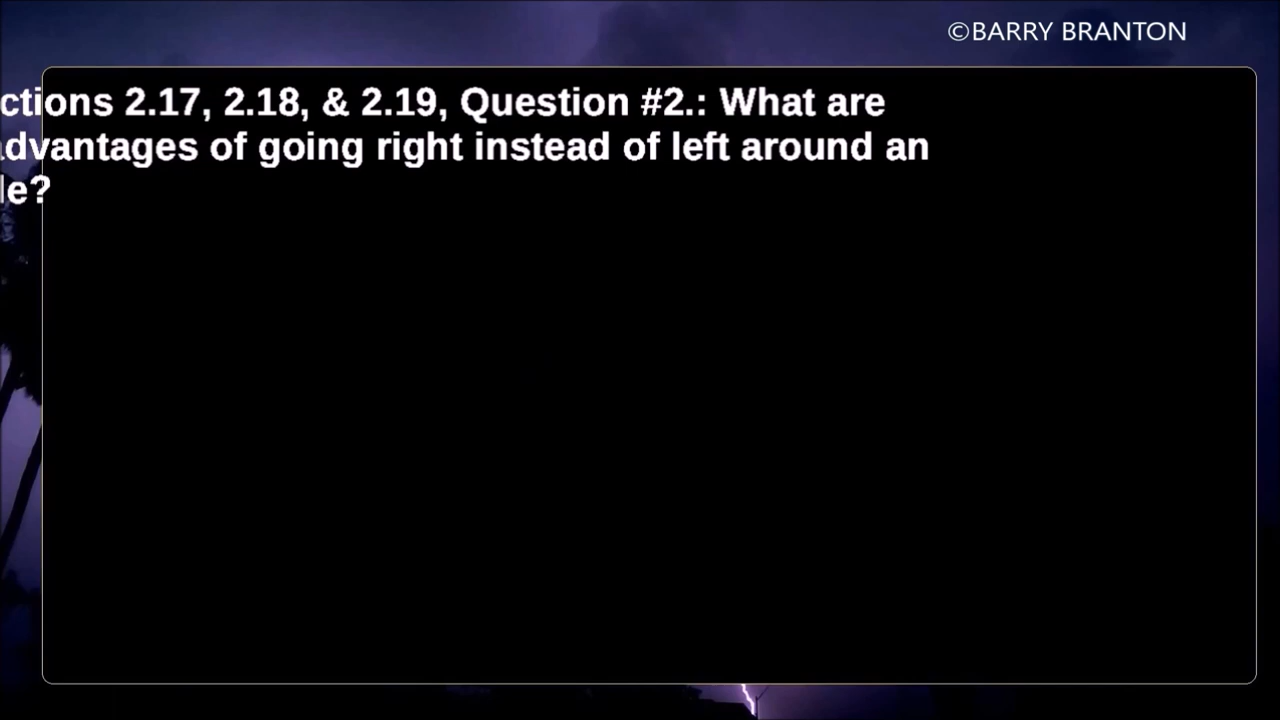 ©BARRY BRANTON
ctions 2.17, 2.18, & 2.19, Question #2.: What are
dvantages of going right instead of left around an
le?